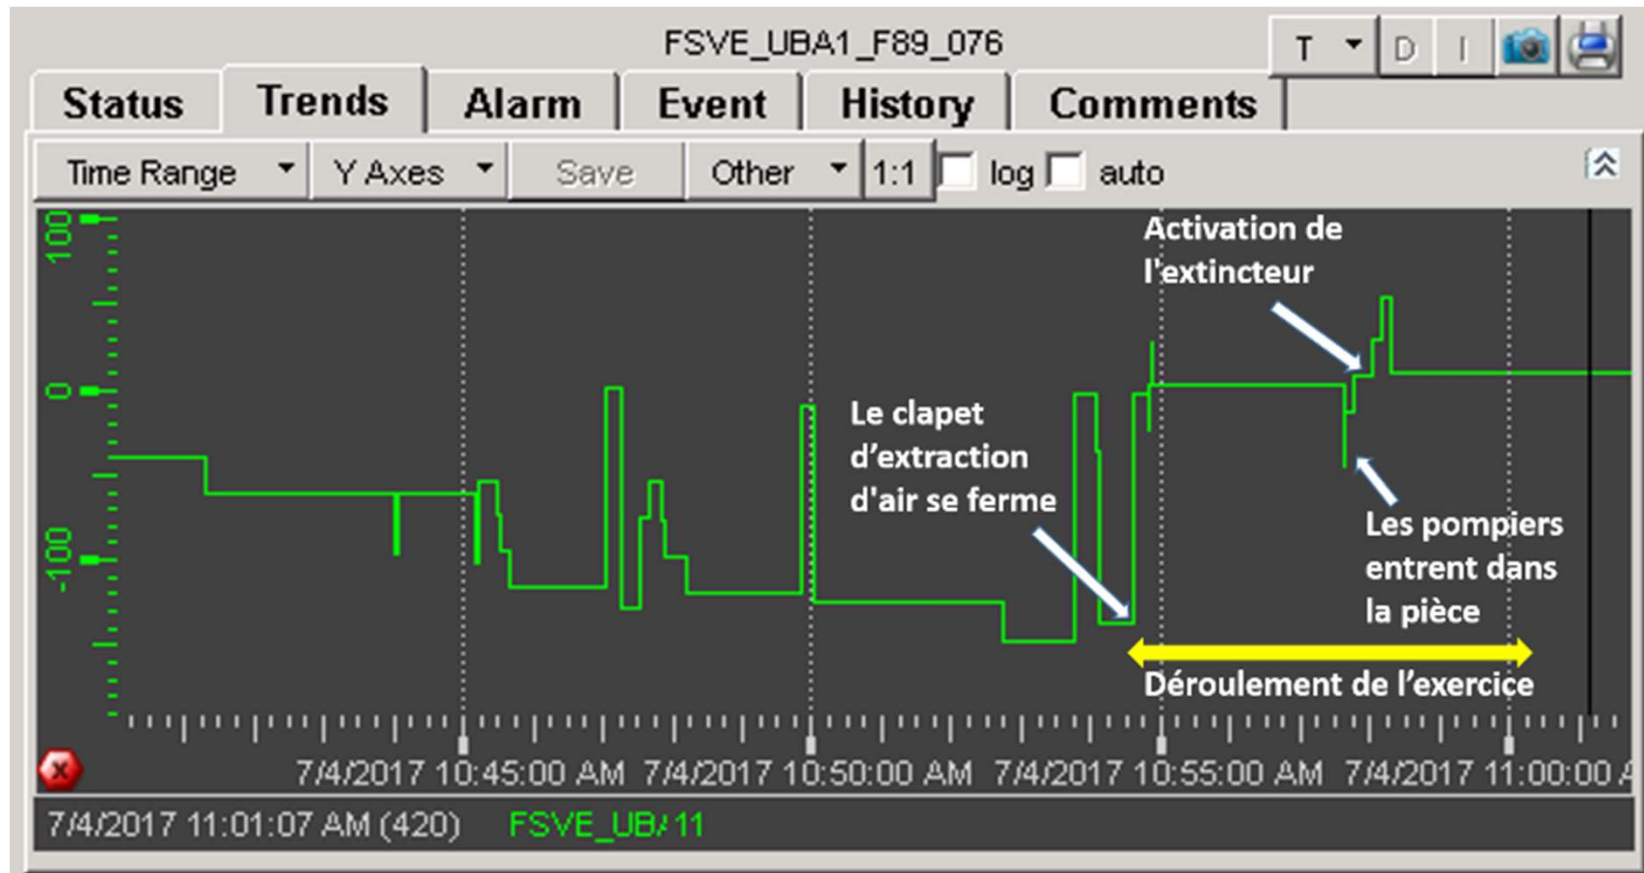 FSVE_UBA1_F89_076
T D I
Status Trends Alarm Event History Comments
Time Range Y Axes Save Other 1:1 log auto
100
0
-100
Activation de
l'extincteur
Le clapet
d’extraction
d'air se ferme
Les pompiers
entrent dans
la pièce
Déroulement de l’exercice
7/4/2017 10:45:00 AM 7/4/2017 10:50:00 AM 7/4/2017 10:55:00 AM 7/4/2017 11:00:00
7/4/2017 11:01:07 AM (420) 11